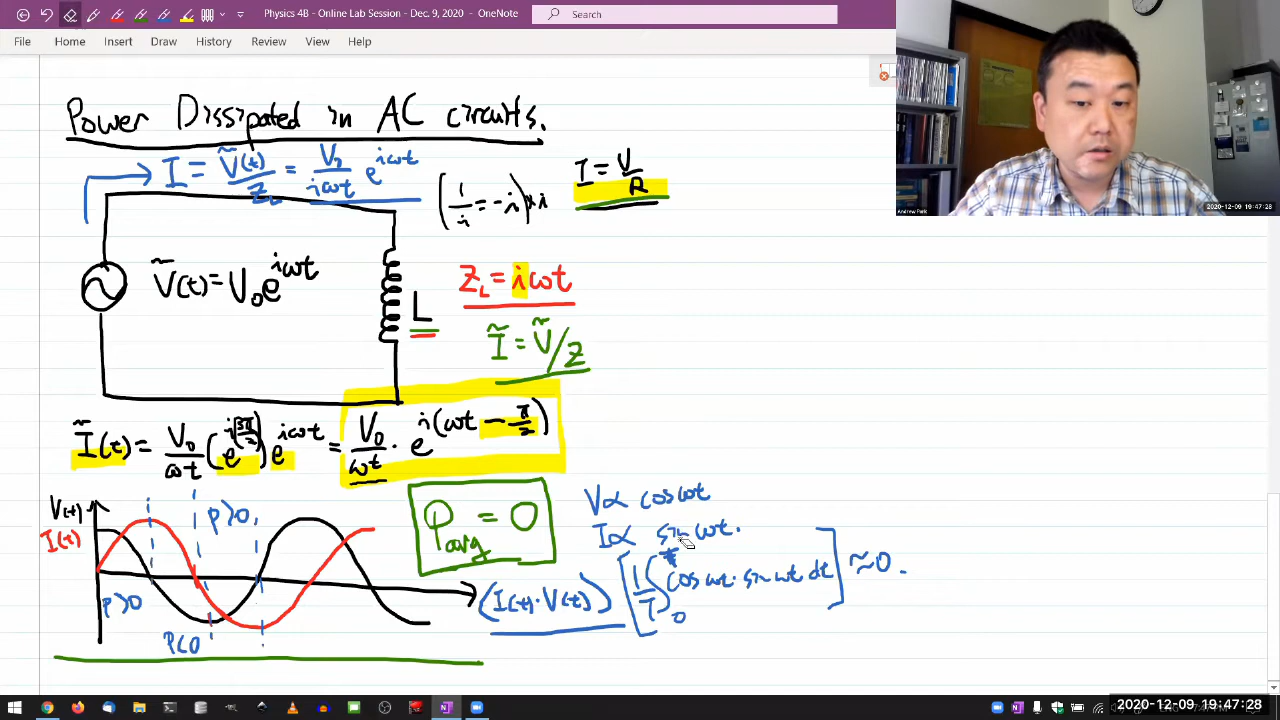 Physics 4B - Online Lab Session - Dec. 9, 2020 - OneNote
Search
File Home Insert Draw History Review View Help
Power Dissipated in AC circuits.
I = Ṽ(t)/Z_L = V₀/(iωt) e^{iωt}
(1/i = -i) × i
I = V/R
Ṽ(t) = V₀e^{iωt}
L
Z_L = iωt
Ĩ = Ṽ/Z
Ĩ(t) = V₀/ωt (e^{i(3π/2)}) e^{iωt} = V₀/ωt · e^{i(ωt - π/2)}
V(t)
I(t)
P>0
P<0
P>0
P_avg = 0
V ∝ cos ωt
I ∝ sin ωt.
(I(t)·V(t)) [1/T ∫₀^T cos ωt · sin ωt dt] ≈ 0.
Andrew Park
2020-12-09 19:47:28
2020-12-09 19:47:28